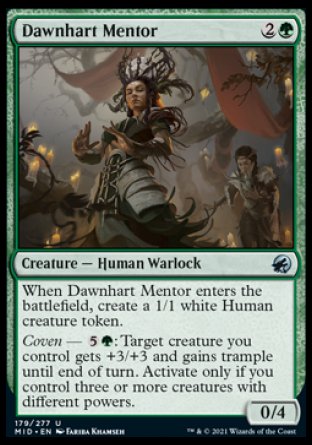 Dawnhart Mentor 2
Creature — Human Warlock
When Dawnhart Mentor enters the
battlefield, create a 1/1 white Human
creature token.
Coven — 5 : Target creature you
control gets +3/+3 and gains trample
until end of turn. Activate only if you
control three or more creatures with
different powers.
0/4
179/277 U
MID • EN Fariba Khamseh
™ & © 2021 Wizards of the Coast